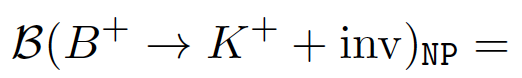 ℬ(B⁺ → K⁺ + inv)_NP =